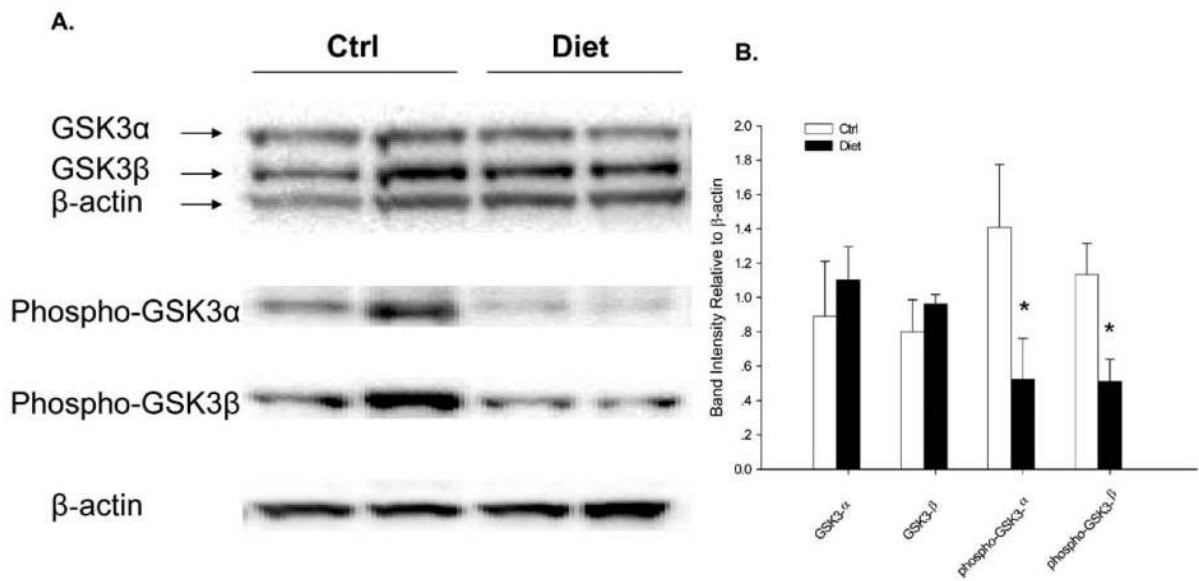 A.
Ctrl
Diet
GSK3α
GSK3β
β-actin
Phospho-GSK3α
Phospho-GSK3β
β-actin
B.
Ctrl
Diet
Band Intensity Relative to β-actin
2.0
1.8
1.6
1.4
1.2
1.0
.8
.6
.4
.2
0.0
*
*
GSK3-α
GSK3-β
phospho-GSK3-α
phospho-GSK3-β